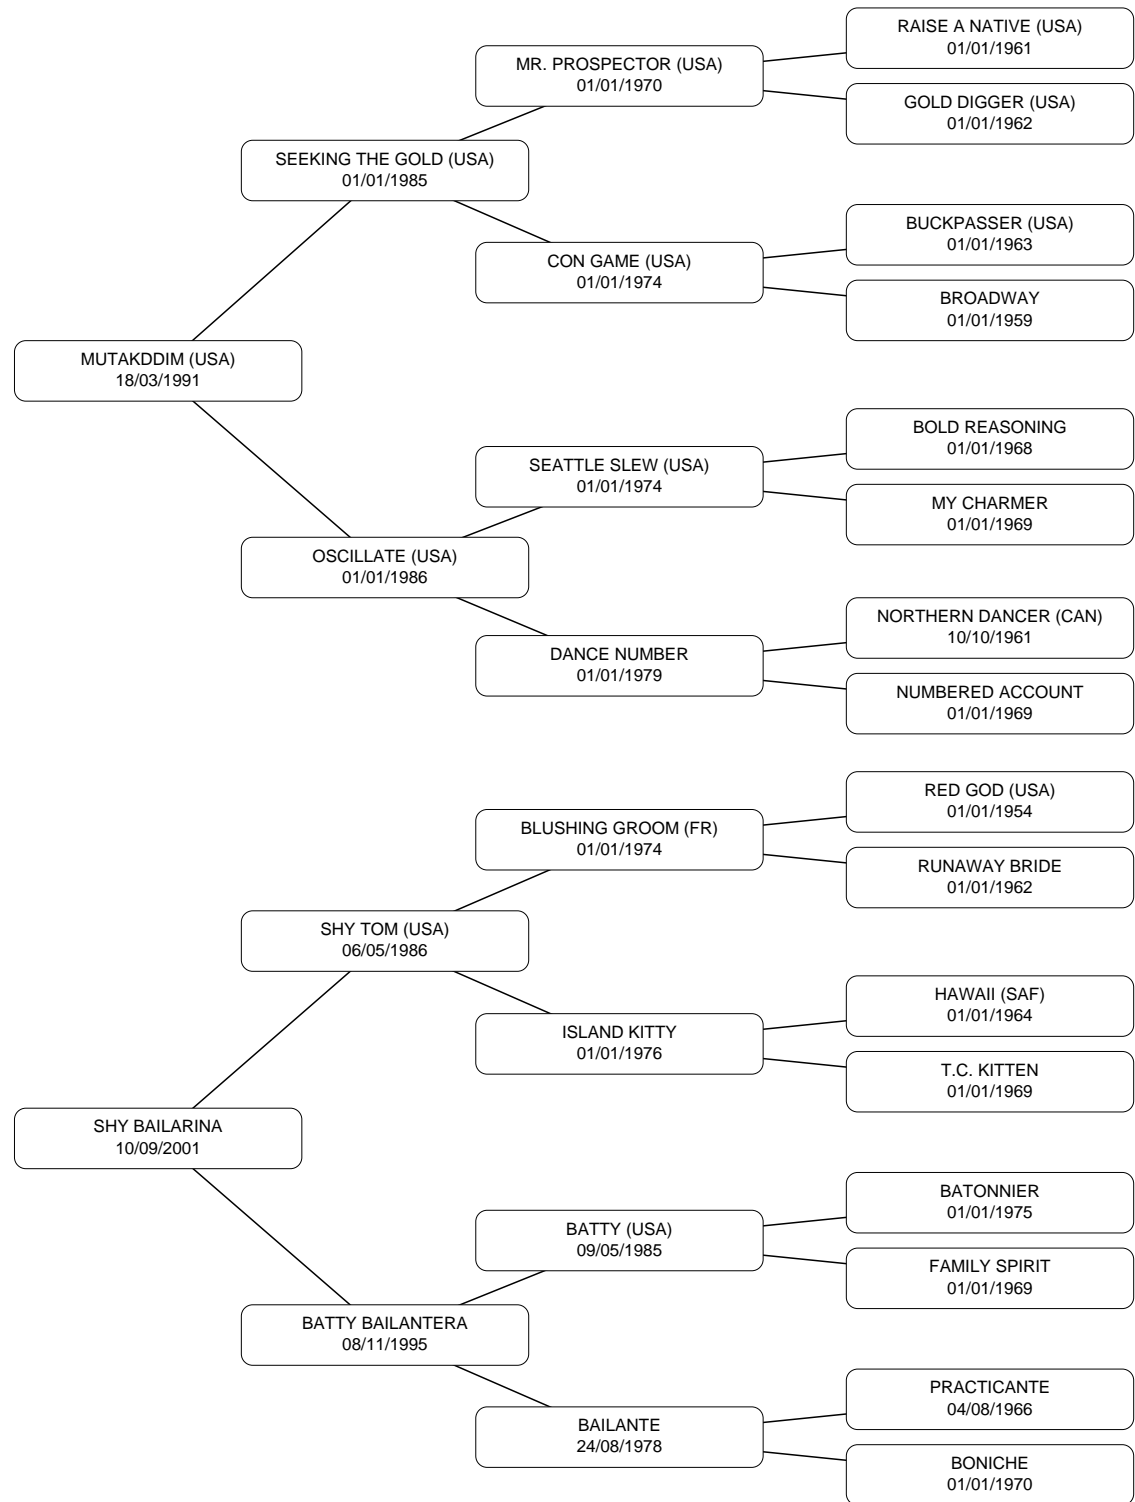 RAISE A NATIVE (USA)
01/01/1961
MR. PROSPECTOR (USA)
01/01/1970
GOLD DIGGER (USA)
01/01/1962
SEEKING THE GOLD (USA)
01/01/1985
BUCKPASSER (USA)
01/01/1963
CON GAME (USA)
01/01/1974
BROADWAY
01/01/1959
MUTAKDDIM (USA)
18/03/1991
BOLD REASONING
01/01/1968
SEATTLE SLEW (USA)
01/01/1974
MY CHARMER
01/01/1969
OSCILLATE (USA)
01/01/1986
NORTHERN DANCER (CAN)
10/10/1961
DANCE NUMBER
01/01/1979
NUMBERED ACCOUNT
01/01/1969
RED GOD (USA)
01/01/1954
BLUSHING GROOM (FR)
01/01/1974
RUNAWAY BRIDE
01/01/1962
SHY TOM (USA)
06/05/1986
HAWAII (SAF)
01/01/1964
ISLAND KITTY
01/01/1976
T.C. KITTEN
01/01/1969
SHY BAILARINA
10/09/2001
BATONNIER
01/01/1975
BATTY (USA)
09/05/1985
FAMILY SPIRIT
01/01/1969
BATTY BAILANTERA
08/11/1995
PRACTICANTE
04/08/1966
BAILANTE
24/08/1978
BONICHE
01/01/1970